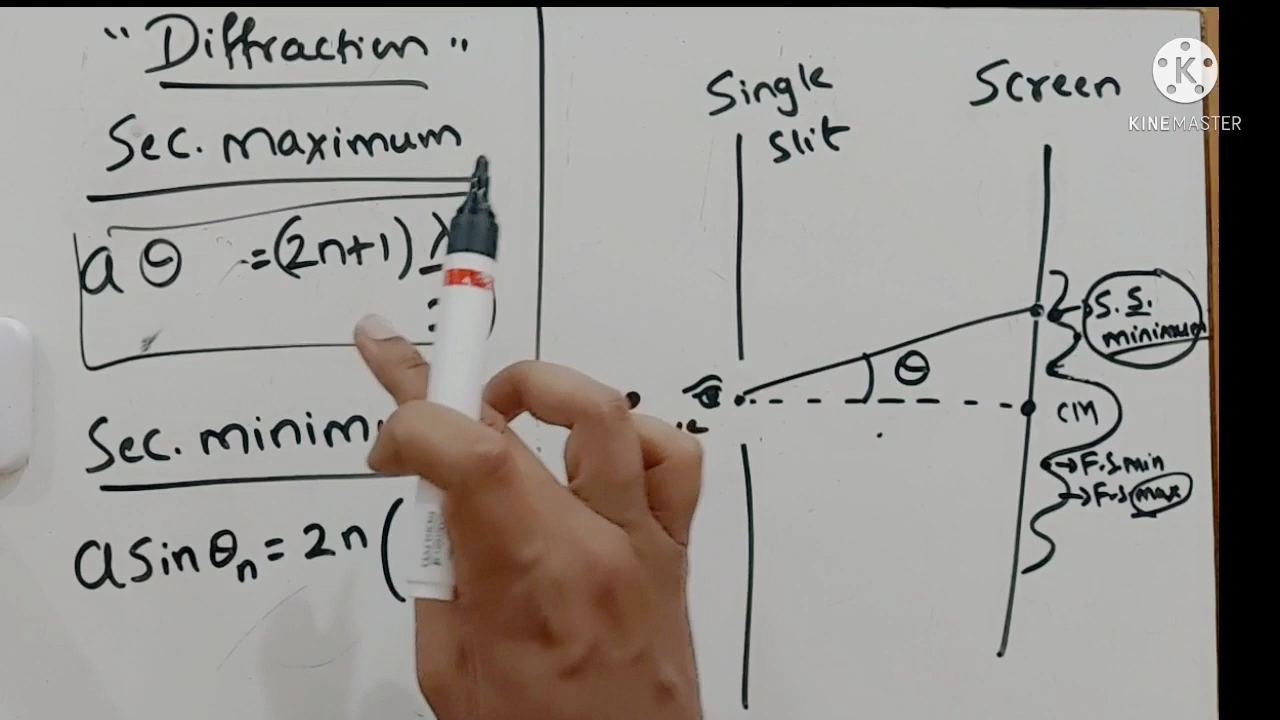 "Diffraction"
Sec. maximum
aθ = (2n+1) λ
Sec. minim
a sin θn = 2n (
Single
slit
Screen
θ
S.S.
minimum
CM
→ F.S.min
→ F.S max
K
KINEMASTER